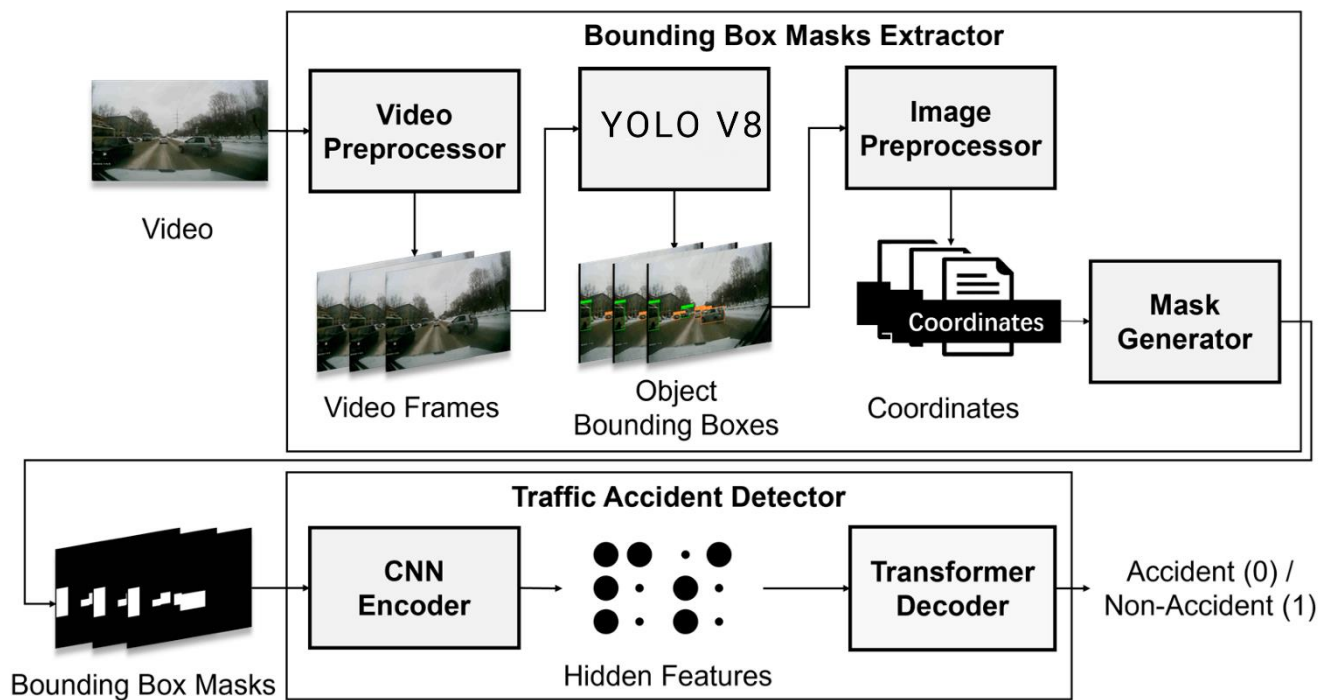 Bounding Box Masks Extractor
Video
Preprocessor
YOLO V8
Image
Preprocessor
Video
Video Frames
Object
Bounding Boxes
Coordinates
Coordinates
Mask
Generator
Traffic Accident Detector
CNN
Encoder
Transformer
Decoder
Accident (0) /
Non-Accident (1)
Bounding Box Masks
Hidden Features